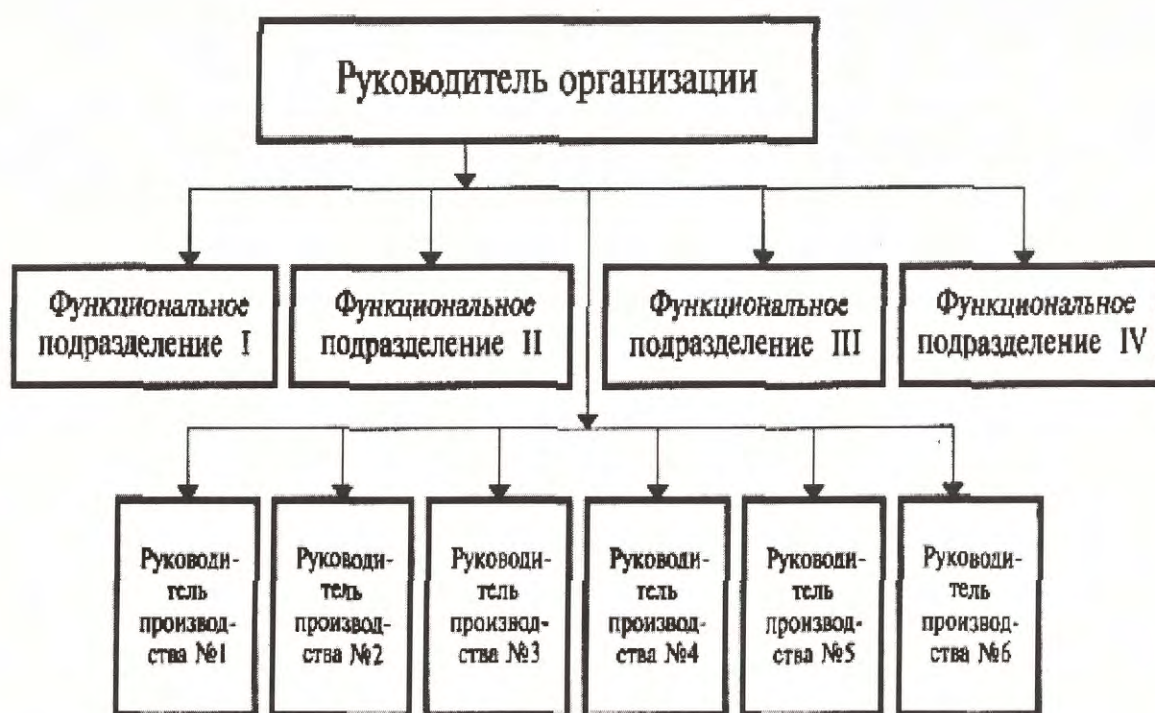 Руководитель организации
Функциональное
подразделение I
Функциональное
подразделение II
Функциональное
подразделение III
Функциональное
подразделение IV
Руководи-
тель
производ-
ства №1
Руководи-
тель
производ-
ства №2
Руководи-
тель
производ-
ства №3
Руководи-
тель
производ-
ства №4
Руководи-
тель
производ-
ства №5
Руководи-
тель
производ-
ства №6